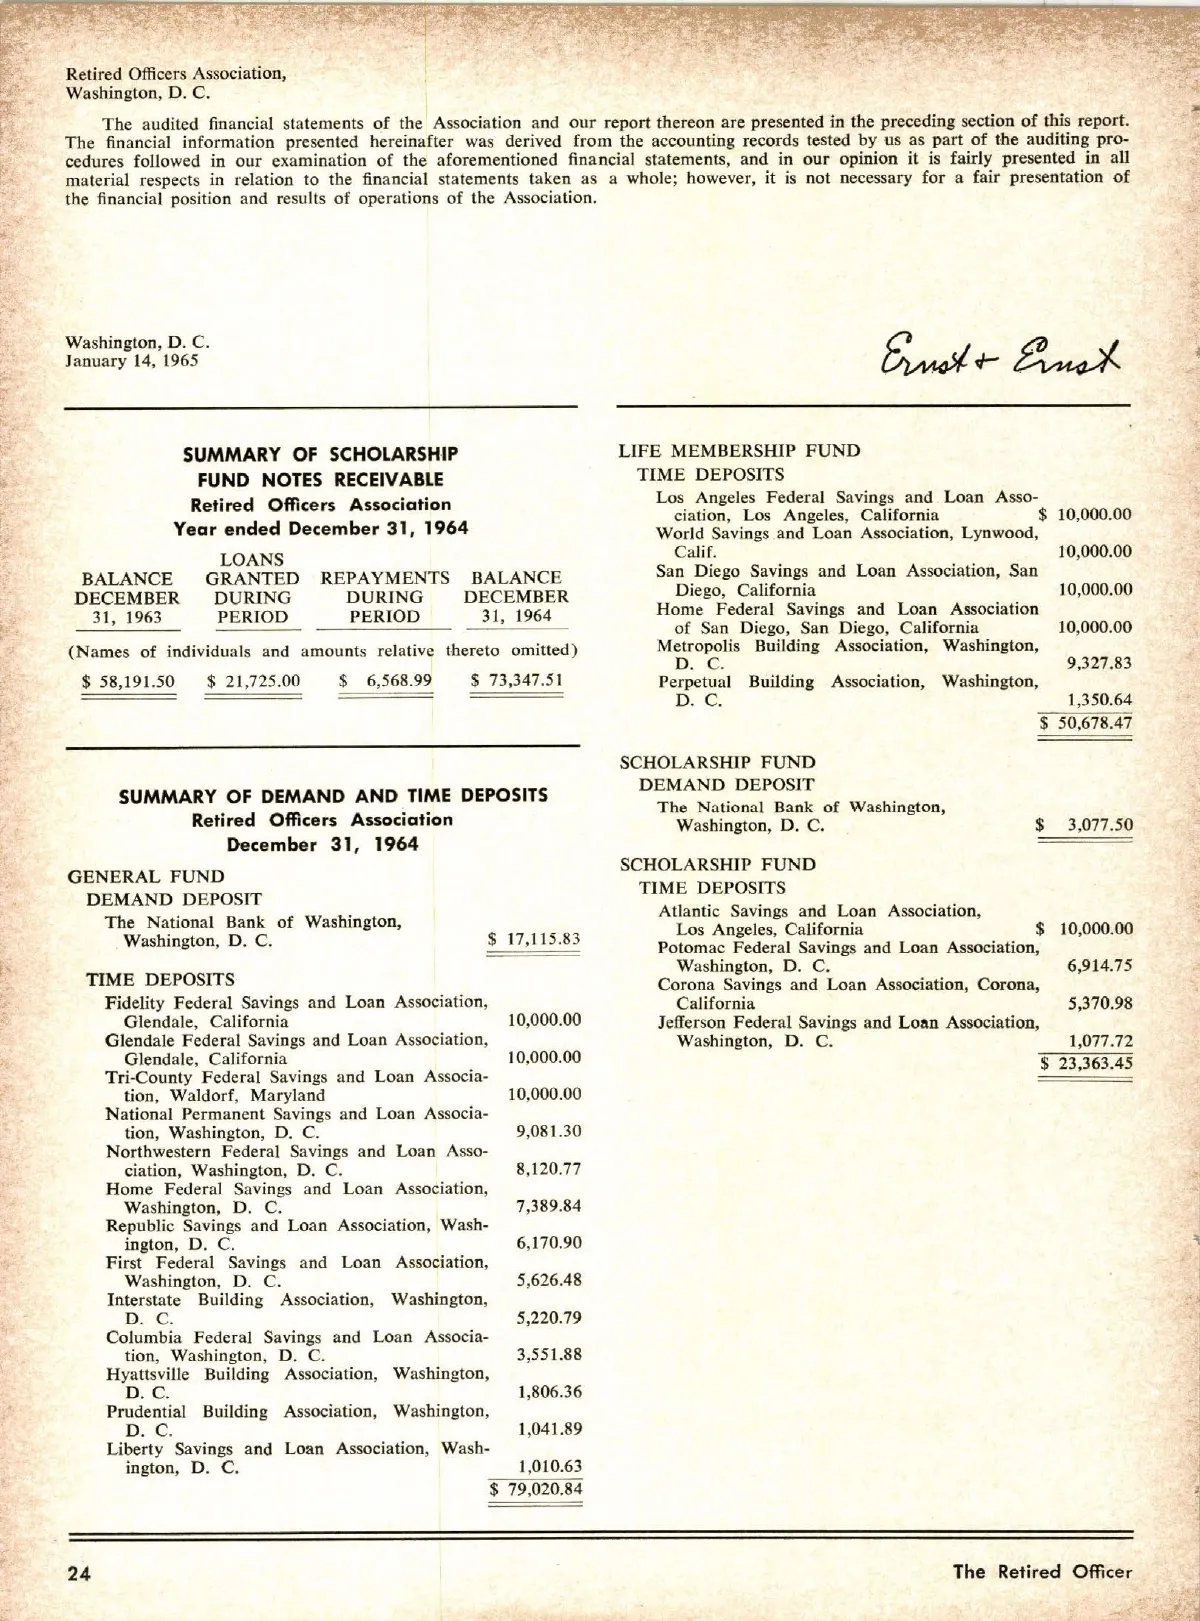 Retired Officers Association,
Washington, D. C.
The audited financial statements of the Association and our report thereon are presented in the preceding section of this report.
The financial information presented hereinafter was derived from the accounting records tested by us as part of the auditing pro-
cedures followed in our examination of the aforementioned financial statements, and in our opinion it is fairly presented in all
material respects in relation to the financial statements taken as a whole; however, it is not necessary for a fair presentation of
the financial position and results of operations of the Association.
Washington, D. C.
January 14, 1965
Ernst + Ernst
SUMMARY OF SCHOLARSHIP
FUND NOTES RECEIVABLE
Retired Officers Association
Year ended December 31, 1964
LOANS
BALANCE GRANTED REPAYMENTS BALANCE
DECEMBER DURING DURING DECEMBER
31, 1963 PERIOD PERIOD 31, 1964
(Names of individuals and amounts relative thereto omitted)
$ 58,191.50 $ 21,725.00 $ 6,568.99 $ 73,347.51
SUMMARY OF DEMAND AND TIME DEPOSITS
Retired Officers Association
December 31, 1964
GENERAL FUND
DEMAND DEPOSIT
The National Bank of Washington,
Washington, D. C. $ 17,115.83
TIME DEPOSITS
Fidelity Federal Savings and Loan Association,
Glendale, California 10,000.00
Glendale Federal Savings and Loan Association,
Glendale, California 10,000.00
Tri-County Federal Savings and Loan Associa-
tion, Waldorf, Maryland 10,000.00
National Permanent Savings and Loan Associa-
tion, Washington, D. C. 9,081.30
Northwestern Federal Savings and Loan Asso-
ciation, Washington, D. C. 8,120.77
Home Federal Savings and Loan Association,
Washington, D. C. 7,389.84
Republic Savings and Loan Association, Wash-
ington, D. C. 6,170.90
First Federal Savings and Loan Association,
Washington, D. C. 5,626.48
Interstate Building Association, Washington,
D. C. 5,220.79
Columbia Federal Savings and Loan Associa-
tion, Washington, D. C. 3,551.88
Hyattsville Building Association, Washington,
D. C. 1,806.36
Prudential Building Association, Washington,
D. C. 1,041.89
Liberty Savings and Loan Association, Wash-
ington, D. C. 1,010.63
$ 79,020.84
LIFE MEMBERSHIP FUND
TIME DEPOSITS
Los Angeles Federal Savings and Loan Asso-
ciation, Los Angeles, California $ 10,000.00
World Savings and Loan Association, Lynwood,
Calif. 10,000.00
San Diego Savings and Loan Association, San
Diego, California 10,000.00
Home Federal Savings and Loan Association
of San Diego, San Diego, California 10,000.00
Metropolis Building Association, Washington,
D. C. 9,327.83
Perpetual Building Association, Washington,
D. C. 1,350.64
$ 50,678.47
SCHOLARSHIP FUND
DEMAND DEPOSIT
The National Bank of Washington,
Washington, D. C. $ 3,077.50
SCHOLARSHIP FUND
TIME DEPOSITS
Atlantic Savings and Loan Association,
Los Angeles, California $ 10,000.00
Potomac Federal Savings and Loan Association,
Washington, D. C. 6,914.75
Corona Savings and Loan Association, Corona,
California 5,370.98
Jefferson Federal Savings and Loan Association,
Washington, D. C. 1,077.72
$ 23,363.45
24 The Retired Officer